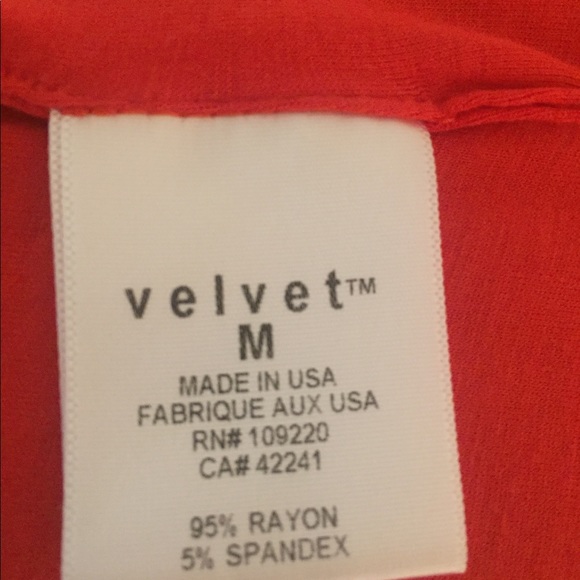 velvet™
M
MADE IN USA
FABRIQUE AUX USA
RN# 109220
CA# 42241
95% RAYON
5% SPANDEX